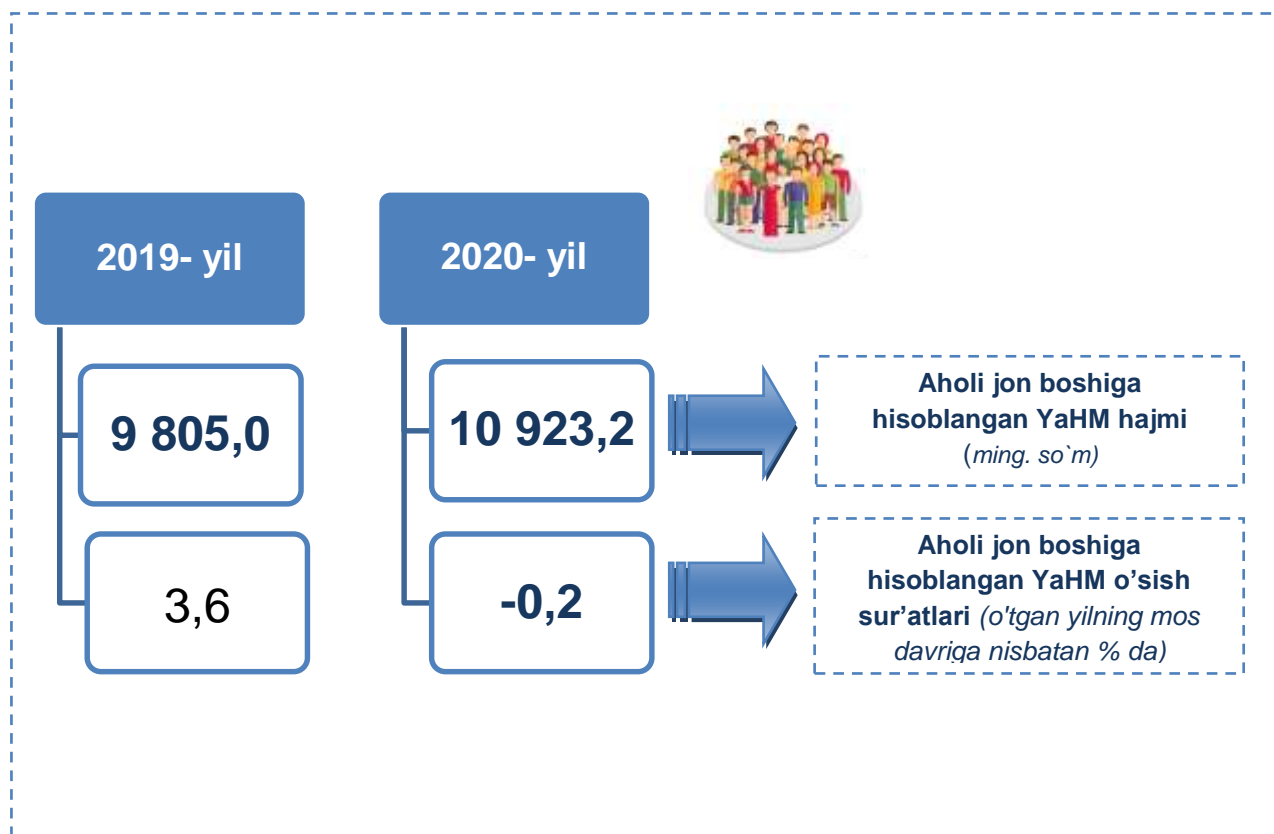 2019- yil
2020- yil
9 805,0
10 923,2
Aholi jon boshiga
hisoblangan YaHM hajmi
(ming. so`m)
3,6
-0,2
Aholi jon boshiga
hisoblangan YaHM o’sish
sur’atlari (o'tgan yilning mos
davriga nisbatan % da)